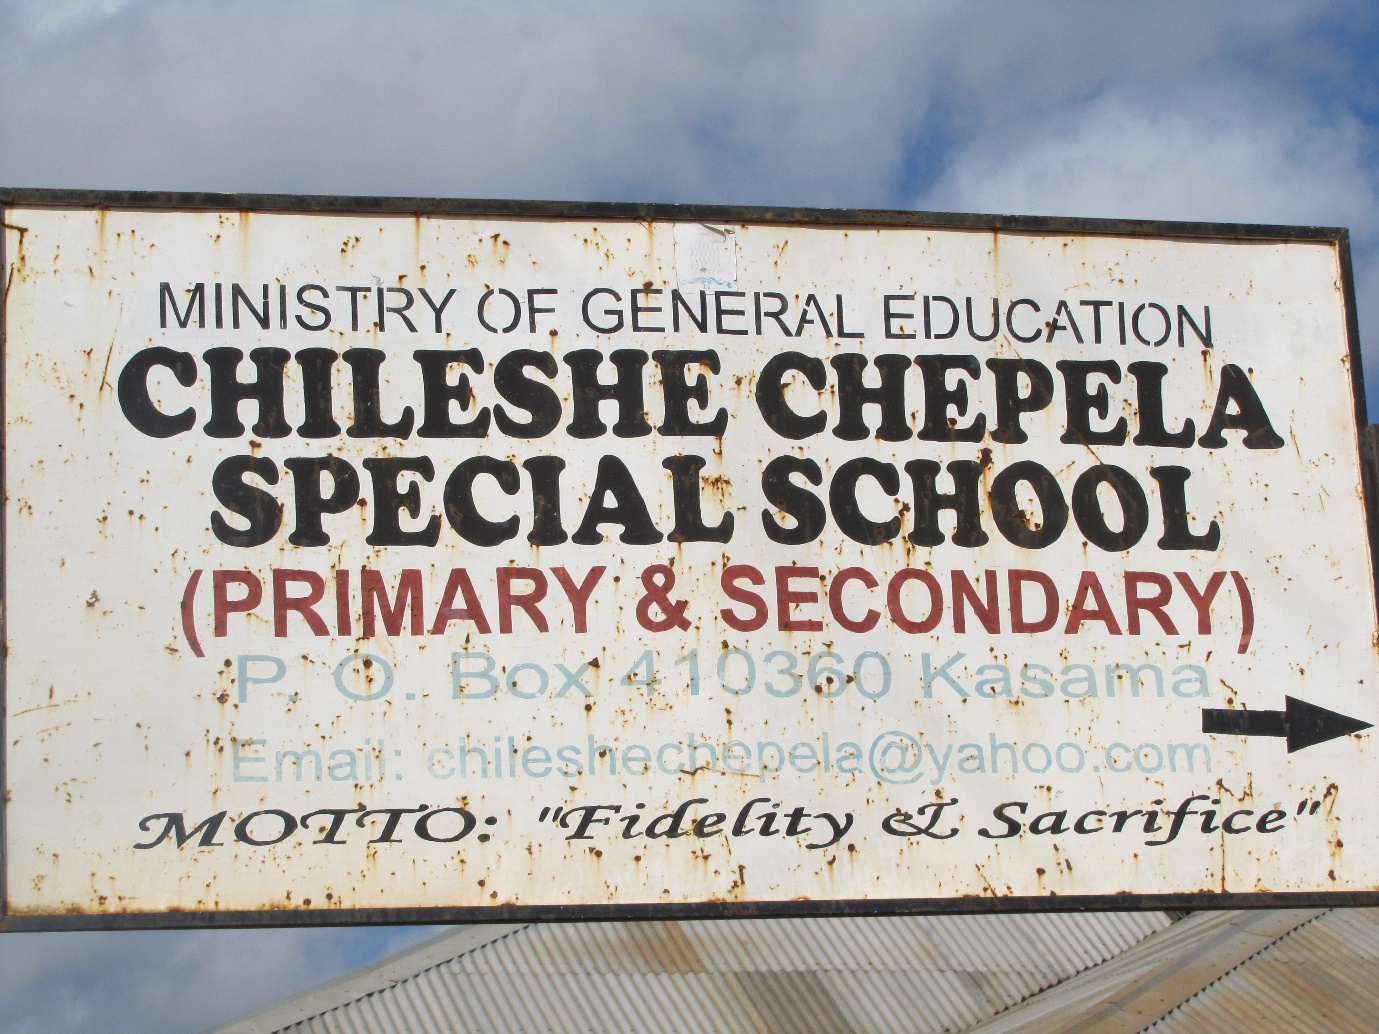 MINISTRY OF GENERAL EDUCATION
CHILESHE CHEPELA
SPECIAL SCHOOL
(PRIMARY & SECONDARY)
P. O. Box 410360 Kasama
Email: chileshechepela@yahoo.com
MOTTO: "Fidelity & Sacrifice"